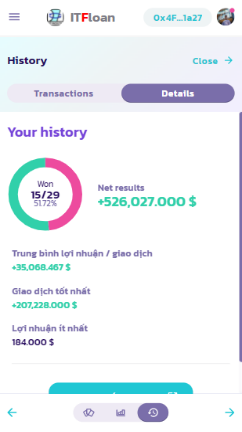 ITFloan
0x4F...1a27
History
Close
Transactions
Details
Your history
Won
15/29
51.72%
Net results
+526,027.000 $
Trung bình lợi nhuận / giao dịch
+35,068.467 $
Giao dịch tốt nhất
+207,228.000 $
Lợi nhuận ít nhất
184.000 $